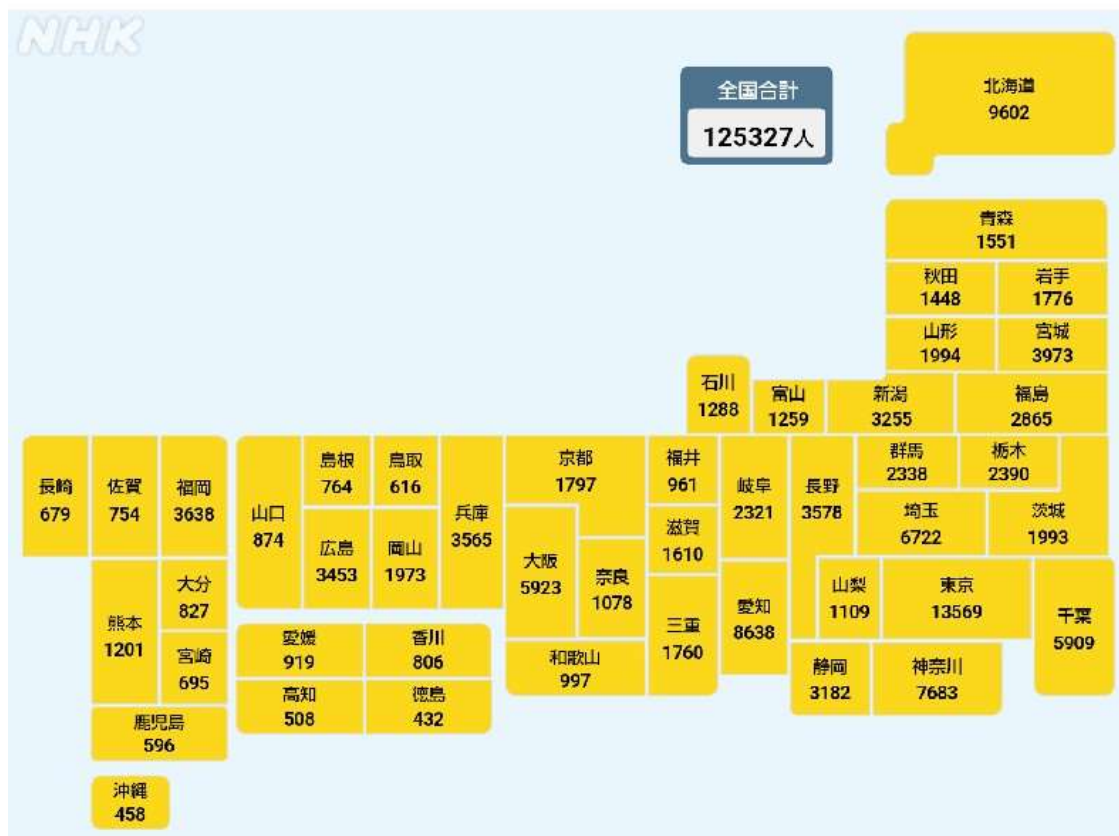 NHK
全国合計
125327人
北海道
9602
青森
1551
秋田
1448
岩手
1776
山形
1994
宮城
3973
石川
1288
富山
1259
新潟
3255
福島
2865
長崎
679
佐賀
754
福岡
3638
山口
874
島根
764
鳥取
616
兵庫
3565
京都
1797
福井
961
岐阜
2321
長野
3578
群馬
2338
栃木
2390
広島
3453
岡山
1973
大阪
5923
滋賀
1610
埼玉
6722
茨城
1993
熊本
1201
大分
827
奈良
1078
愛知
8638
山梨
1109
東京
13569
千葉
5909
宮崎
695
愛媛
919
香川
806
和歌山
997
三重
1760
静岡
3182
神奈川
7683
高知
508
徳島
432
鹿児島
596
沖縄
458